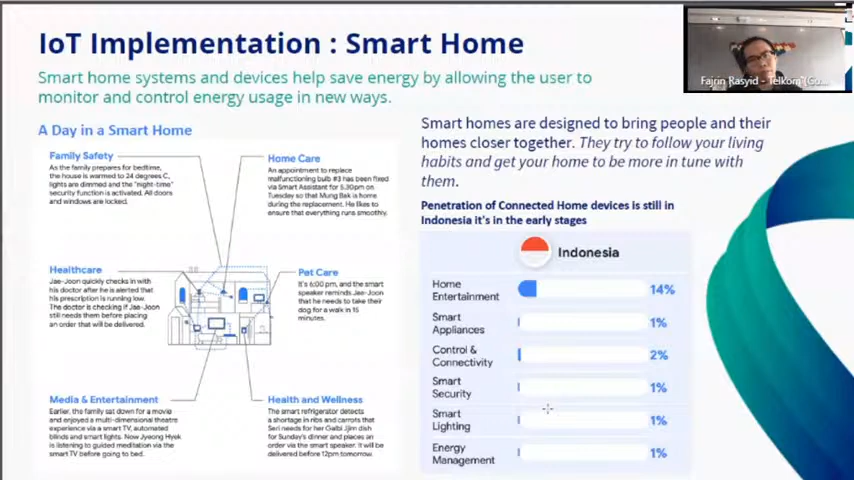 IoT Implementation : Smart Home
Smart home systems and devices help save energy by allowing the user to
monitor and control energy usage in new ways.
A Day in a Smart Home
Family Safety
As the family prepares for bedtime,
the house is warmed to 24 degrees C,
lights are dimmed and the "night-time"
security function is activated. All doors
and windows are locked.
Home Care
An appointment to replace
malfunctioning bulb #3 has been fixed
via Smart Assistant for 5.30pm on
Tuesday so that Mung Bak is home
during the replacement. He likes to
ensure that everything runs smoothly.
Healthcare
Jae-Joon quickly checks in with
his doctor after he is alerted that
his prescription is running low.
The doctor is checking if Jae-Joon
still needs them before placing
an order that will be delivered.
Pet Care
It's 6:00 pm, and the smart
speaker reminds Jae-Joon
that he needs to take their
dog for a walk in 15
minutes.
Media & Entertainment
Earlier, the family sat down for a movie
and enjoyed a multi-dimensional theatre
experience via a smart TV, automated
blinds and smart lights. Now Jyeong Hyek
is listening to guided meditation via the
smart TV before going to bed.
Health and Wellness
The smart refrigerator detects
a shortage in ribs and carrots that
Seri needs for her Galbi Jjim dish
for Sunday's dinner and places an
order via the smart speaker. It will be
delivered before 12pm tomorrow.
Smart homes are designed to bring people and their
homes closer together. They try to follow your living
habits and get your home to be more in tune with
them.
Penetration of Connected Home devices is still in
Indonesia it's in the early stages
Indonesia
Home
Entertainment
14%
Smart
Appliances
1%
Control &
Connectivity
2%
Smart
Security
1%
Smart
Lighting
1%
Energy
Management
1%
Fajrin Rasyid - Telkom (Gu...